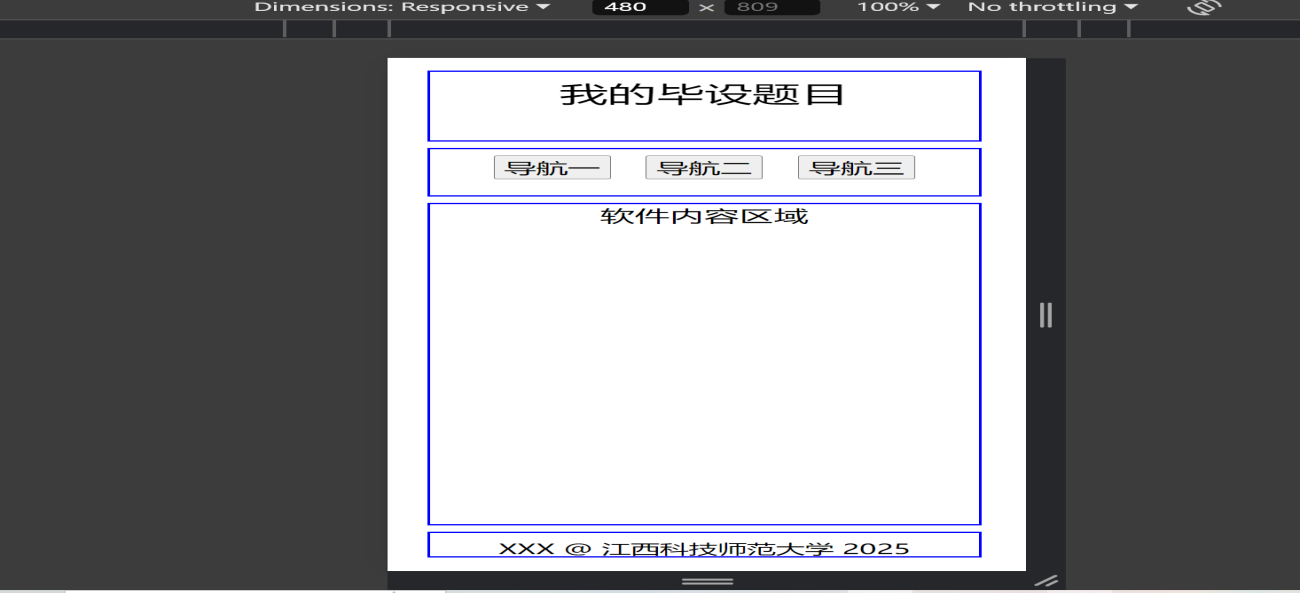 Dimensions: Responsive 480 × 809 100% No throttling
我的毕设题目
导航一 导航二 导航三
软件内容区域
XXX @ 江西科技师范大学 2025